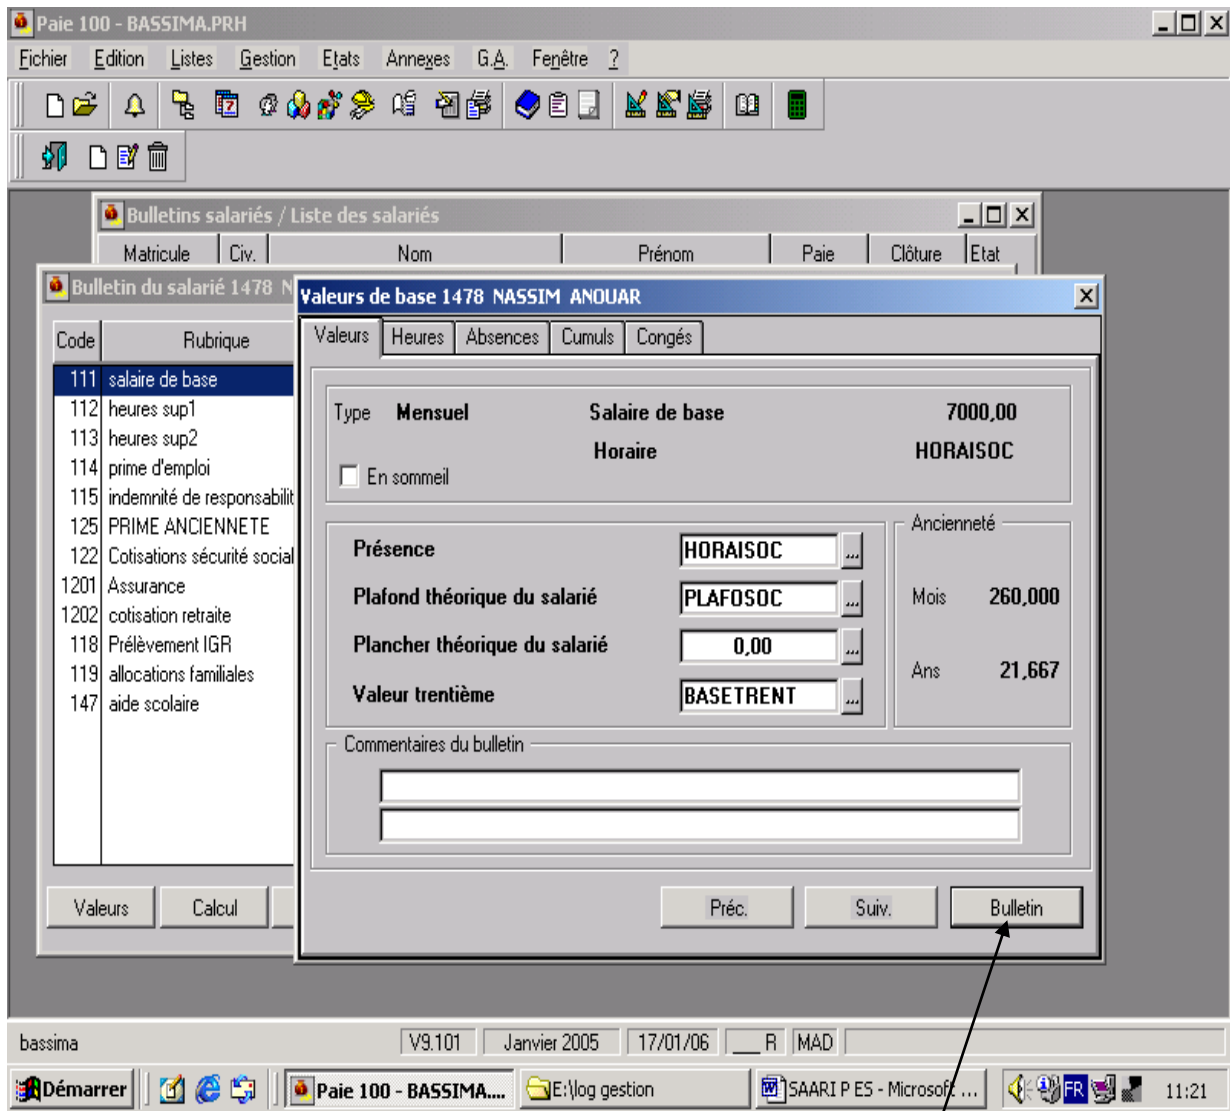 Paie 100 - BASSIMA.PRH
Fichier Edition Listes Gestion Etats Annexes G.A. Fenêtre ?
Bulletins salariés / Liste des salariés
Matricule Civ. Nom Prénom Paie Clôture Etat
Bulletin du salarié 1478 N
Valeurs de base 1478 NASSIM ANOUAR
Code Rubrique
Valeurs Heures Absences Cumuls Congés
111 salaire de base
112 heures sup1
113 heures sup2
114 prime d'emploi
115 indemnité de responsabilit
125 PRIME ANCIENNETE
122 Cotisations sécurité social
1201 Assurance
1202 cotisation retraite
118 Prélèvement IGR
119 allocations familiales
147 aide scolaire
Type Mensuel Salaire de base 7000,00
Horaire HORAISOC
En sommeil
Présence HORAISOC ...
Plafond théorique du salarié PLAFOSOC ...
Plancher théorique du salarié 0,00 ...
Valeur trentième BASETRENT ...
Ancienneté
Mois 260,000
Ans 21,667
Commentaires du bulletin
Valeurs Calcul
Préc. Suiv. Bulletin
bassima V9.101 Janvier 2005 17/01/06 __ R MAD
Démarrer Paie 100 - BASSIMA.... E:\log gestion SAARI P ES - Microsoft ... FR 11:21